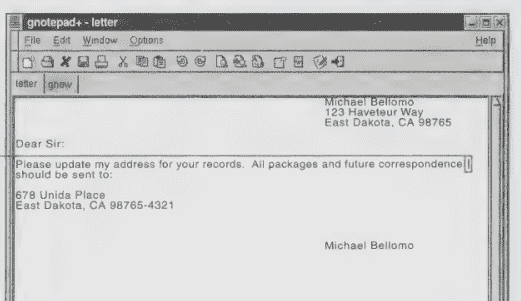 gnotepad+ - letter
File Edit Window Options Help
letter ghew
Michael Bellomo
123 Haveteur Way
East Dakota, CA 98765
Dear Sir:
Please update my address for your records. All packages and future correspondence
should be sent to:
678 Unida Place
East Dakota, CA 98765-4321
Michael Bellomo